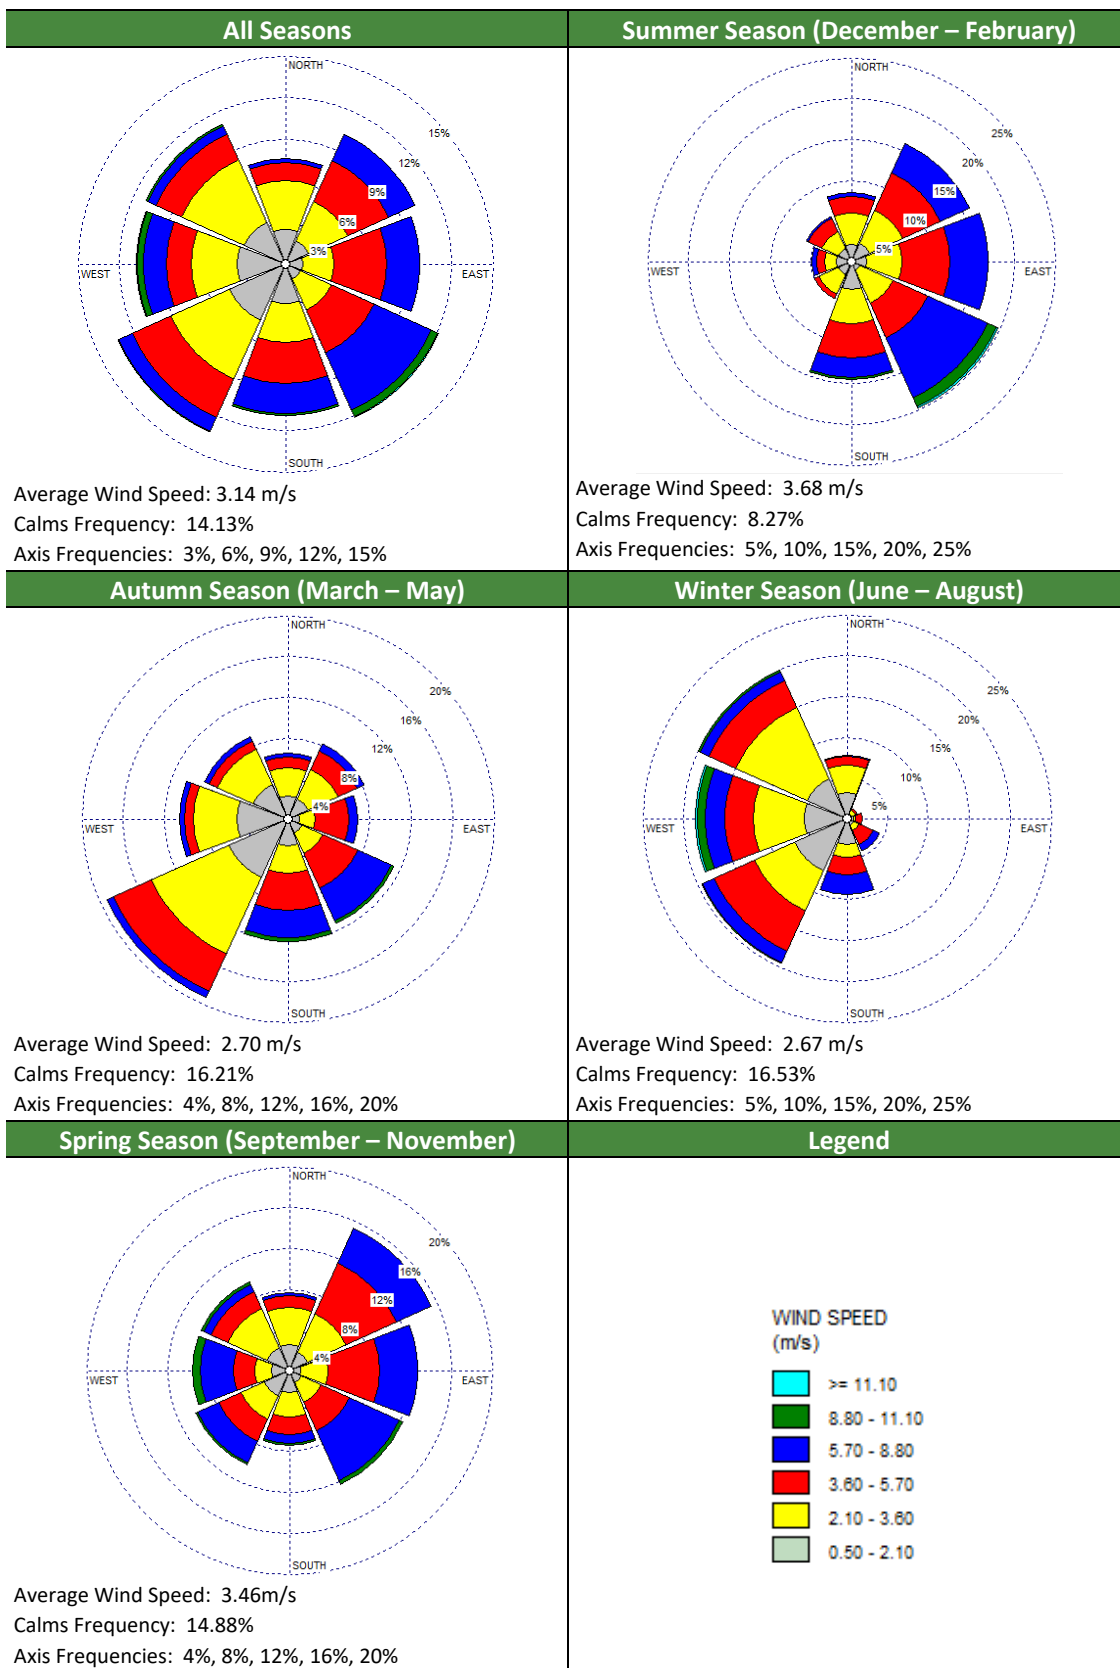 All Seasons
NORTH
15%
12%
9%
6%
3%
WEST
EAST
SOUTH
Average Wind Speed: 3.14 m/s
Calms Frequency: 14.13%
Axis Frequencies: 3%, 6%, 9%, 12%, 15%
Summer Season (December – February)
NORTH
25%
20%
15%
10%
5%
WEST
EAST
SOUTH
Average Wind Speed: 3.68 m/s
Calms Frequency: 8.27%
Axis Frequencies: 5%, 10%, 15%, 20%, 25%
Autumn Season (March – May)
NORTH
20%
16%
12%
8%
4%
WEST
EAST
SOUTH
Average Wind Speed: 2.70 m/s
Calms Frequency: 16.21%
Axis Frequencies: 4%, 8%, 12%, 16%, 20%
Winter Season (June – August)
NORTH
25%
20%
15%
10%
5%
WEST
EAST
SOUTH
Average Wind Speed: 2.67 m/s
Calms Frequency: 16.53%
Axis Frequencies: 5%, 10%, 15%, 20%, 25%
Spring Season (September – November)
NORTH
20%
16%
12%
8%
4%
WEST
EAST
SOUTH
Average Wind Speed: 3.46m/s
Calms Frequency: 14.88%
Axis Frequencies: 4%, 8%, 12%, 16%, 20%
Legend
WIND SPEED
(m/s)
>= 11.10
8.80 - 11.10
5.70 - 8.80
3.60 - 5.70
2.10 - 3.60
0.50 - 2.10